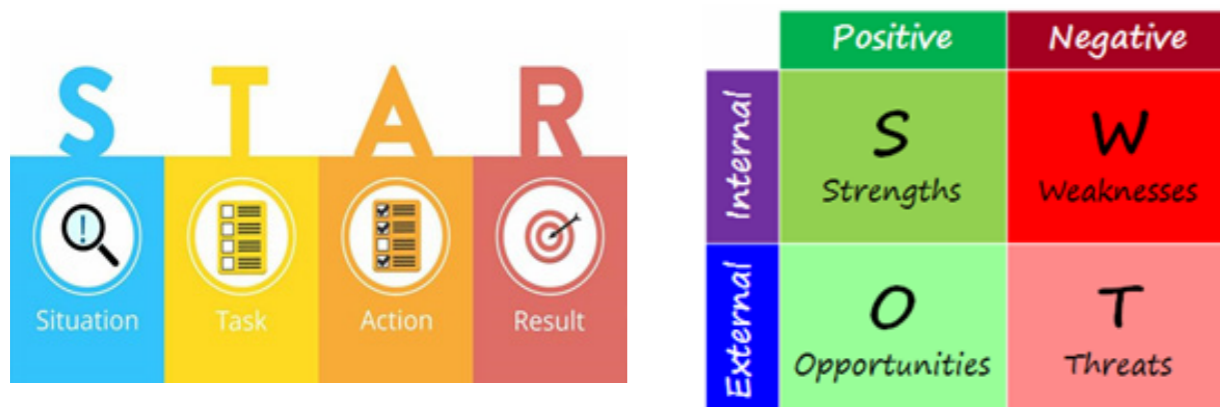 S T A R
Situation Task Action Result
Positive Negative
Internal
S W
Strengths Weaknesses
External
O T
Opportunities Threats